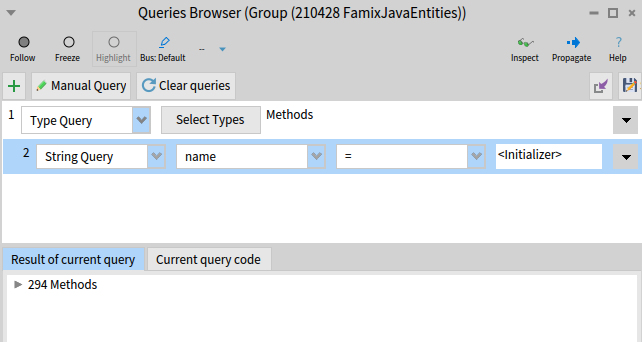 Queries Browser (Group (210428 FamixJavaEntities))
Follow Freeze Highlight Bus: Default -- Inspect Propagate ? Help
+ Manual Query Clear queries
1 Type Query Select Types Methods
2 String Query name = <Initializer>
Result of current query Current query code
294 Methods